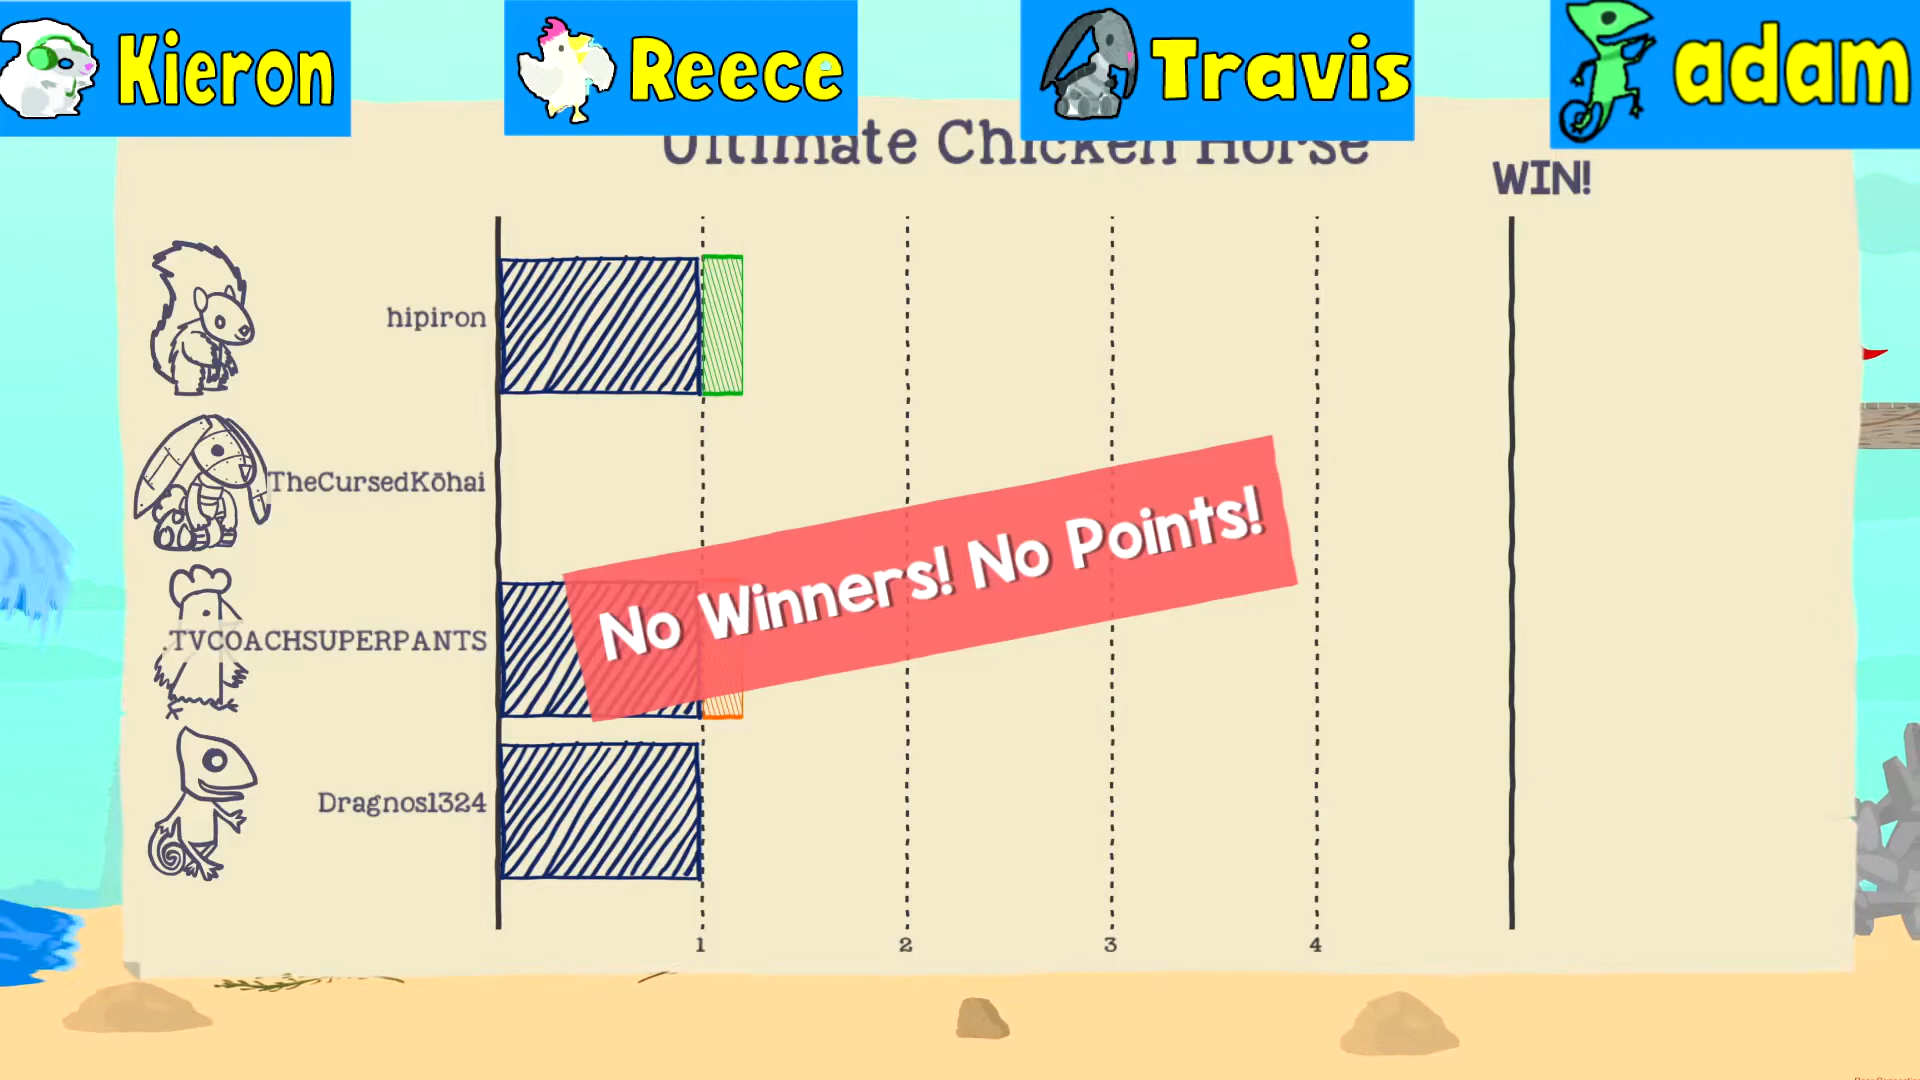 Kieron
Reece
Travis
adam
Ultimate Chicken Horse
WIN!
hipiron
TheCursedKōhai
.TVCOACHSUPERPANTS
No Winners! No Points!
Dragnos1324
1 2 3 4